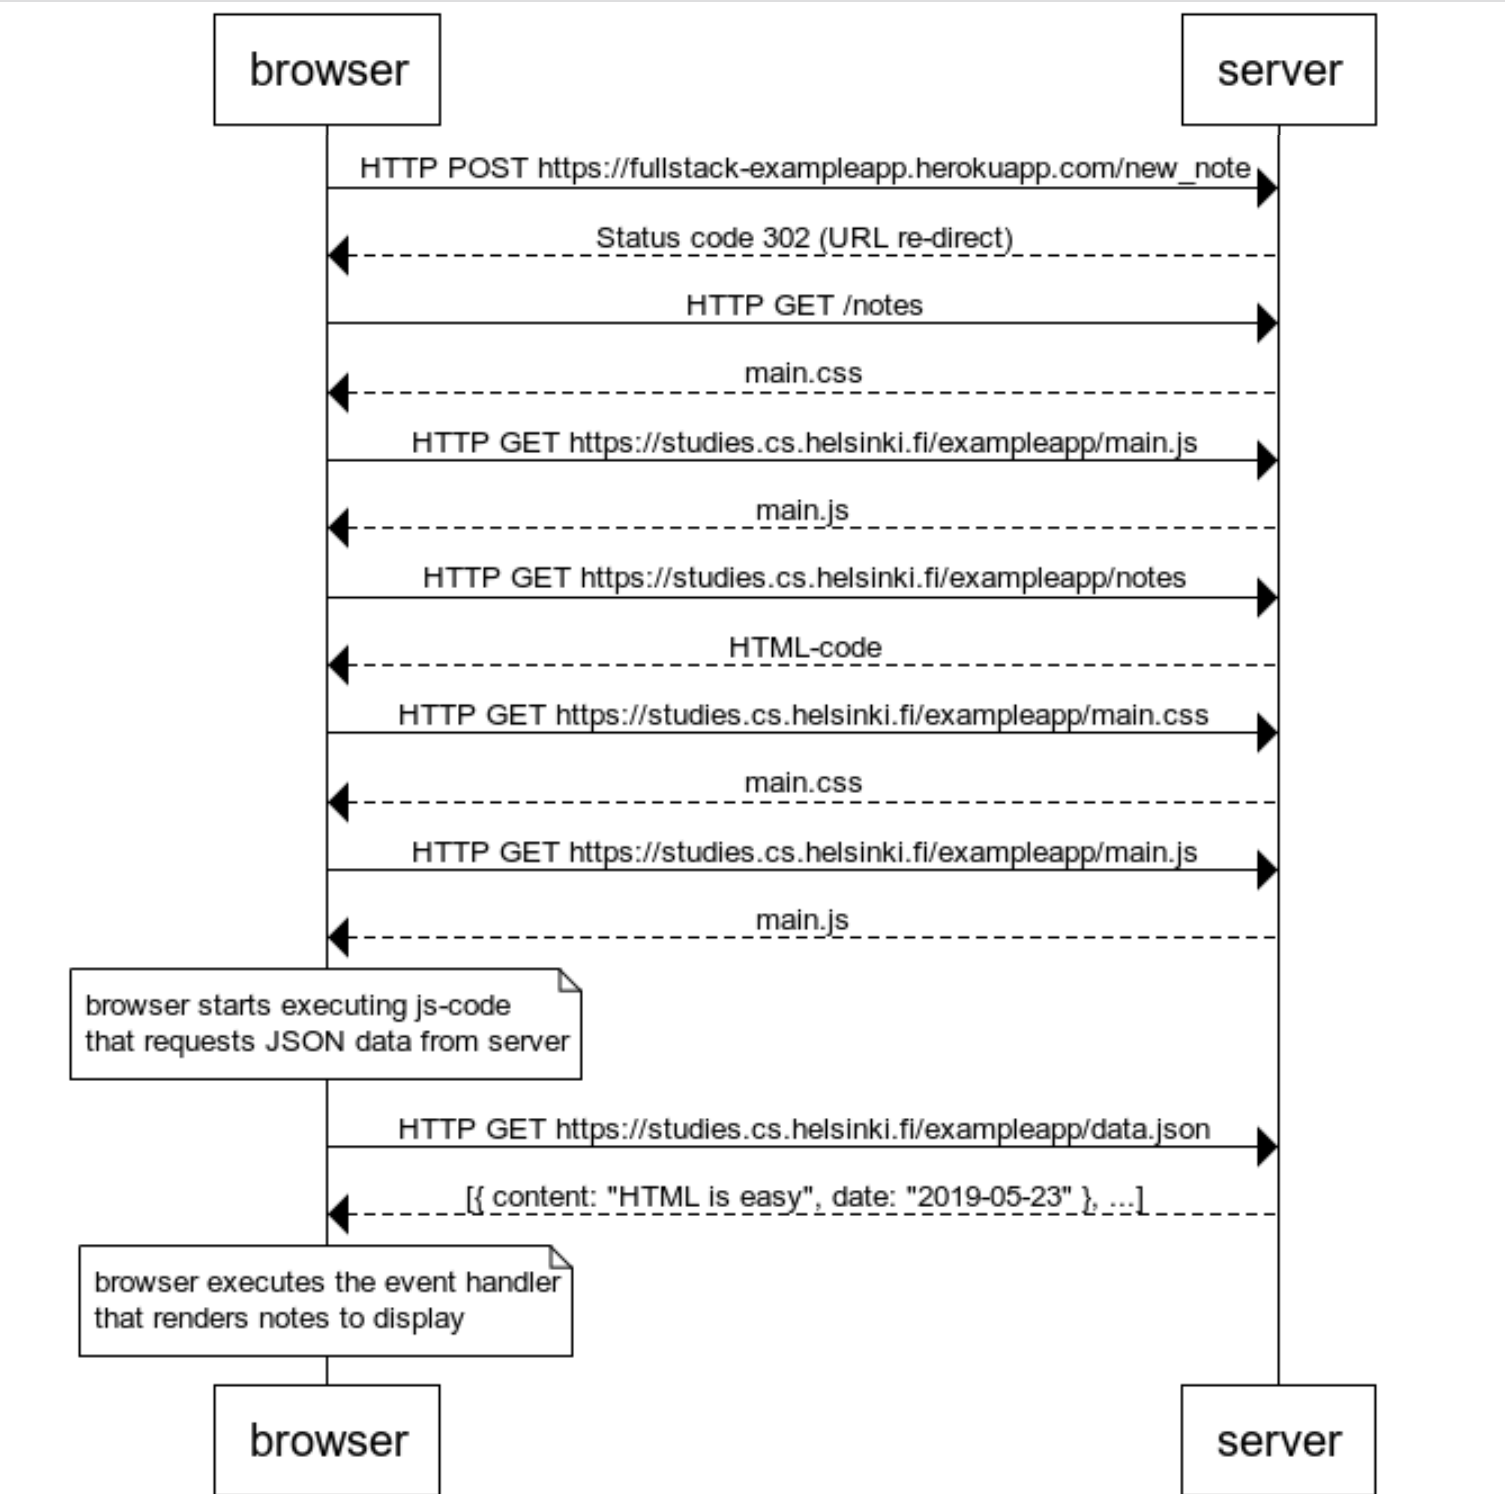 browser
server
HTTP POST https://fullstack-exampleapp.herokuapp.com/new_note
Status code 302 (URL re-direct)
HTTP GET /notes
main.css
HTTP GET https://studies.cs.helsinki.fi/exampleapp/main.js
main.js
HTTP GET https://studies.cs.helsinki.fi/exampleapp/notes
HTML-code
HTTP GET https://studies.cs.helsinki.fi/exampleapp/main.css
main.css
HTTP GET https://studies.cs.helsinki.fi/exampleapp/main.js
main.js
browser starts executing js-code
that requests JSON data from server
HTTP GET https://studies.cs.helsinki.fi/exampleapp/data.json
[{ content: "HTML is easy", date: "2019-05-23" }, ...]
browser executes the event handler
that renders notes to display
browser
server